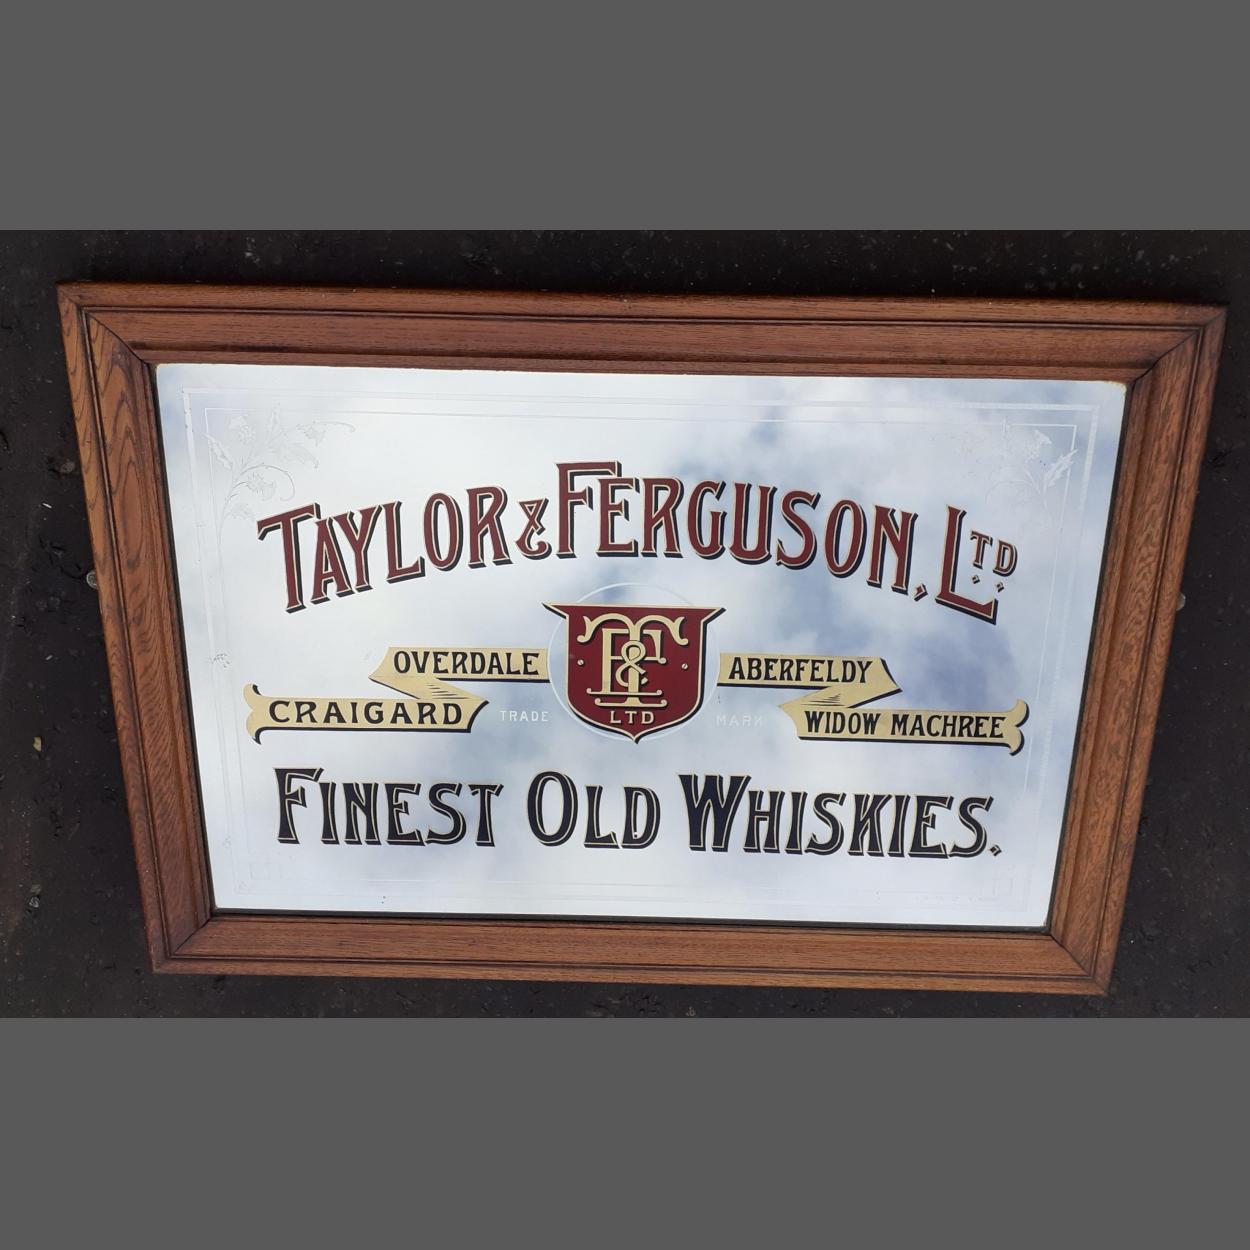 TAYLOR & FERGUSON, LTD.
OVERDALE
T&F
ABERFELDY
CRAIGARD
TRADE
LTD
MARK
WIDOW MACHREE
FINEST OLD WHISKIES.